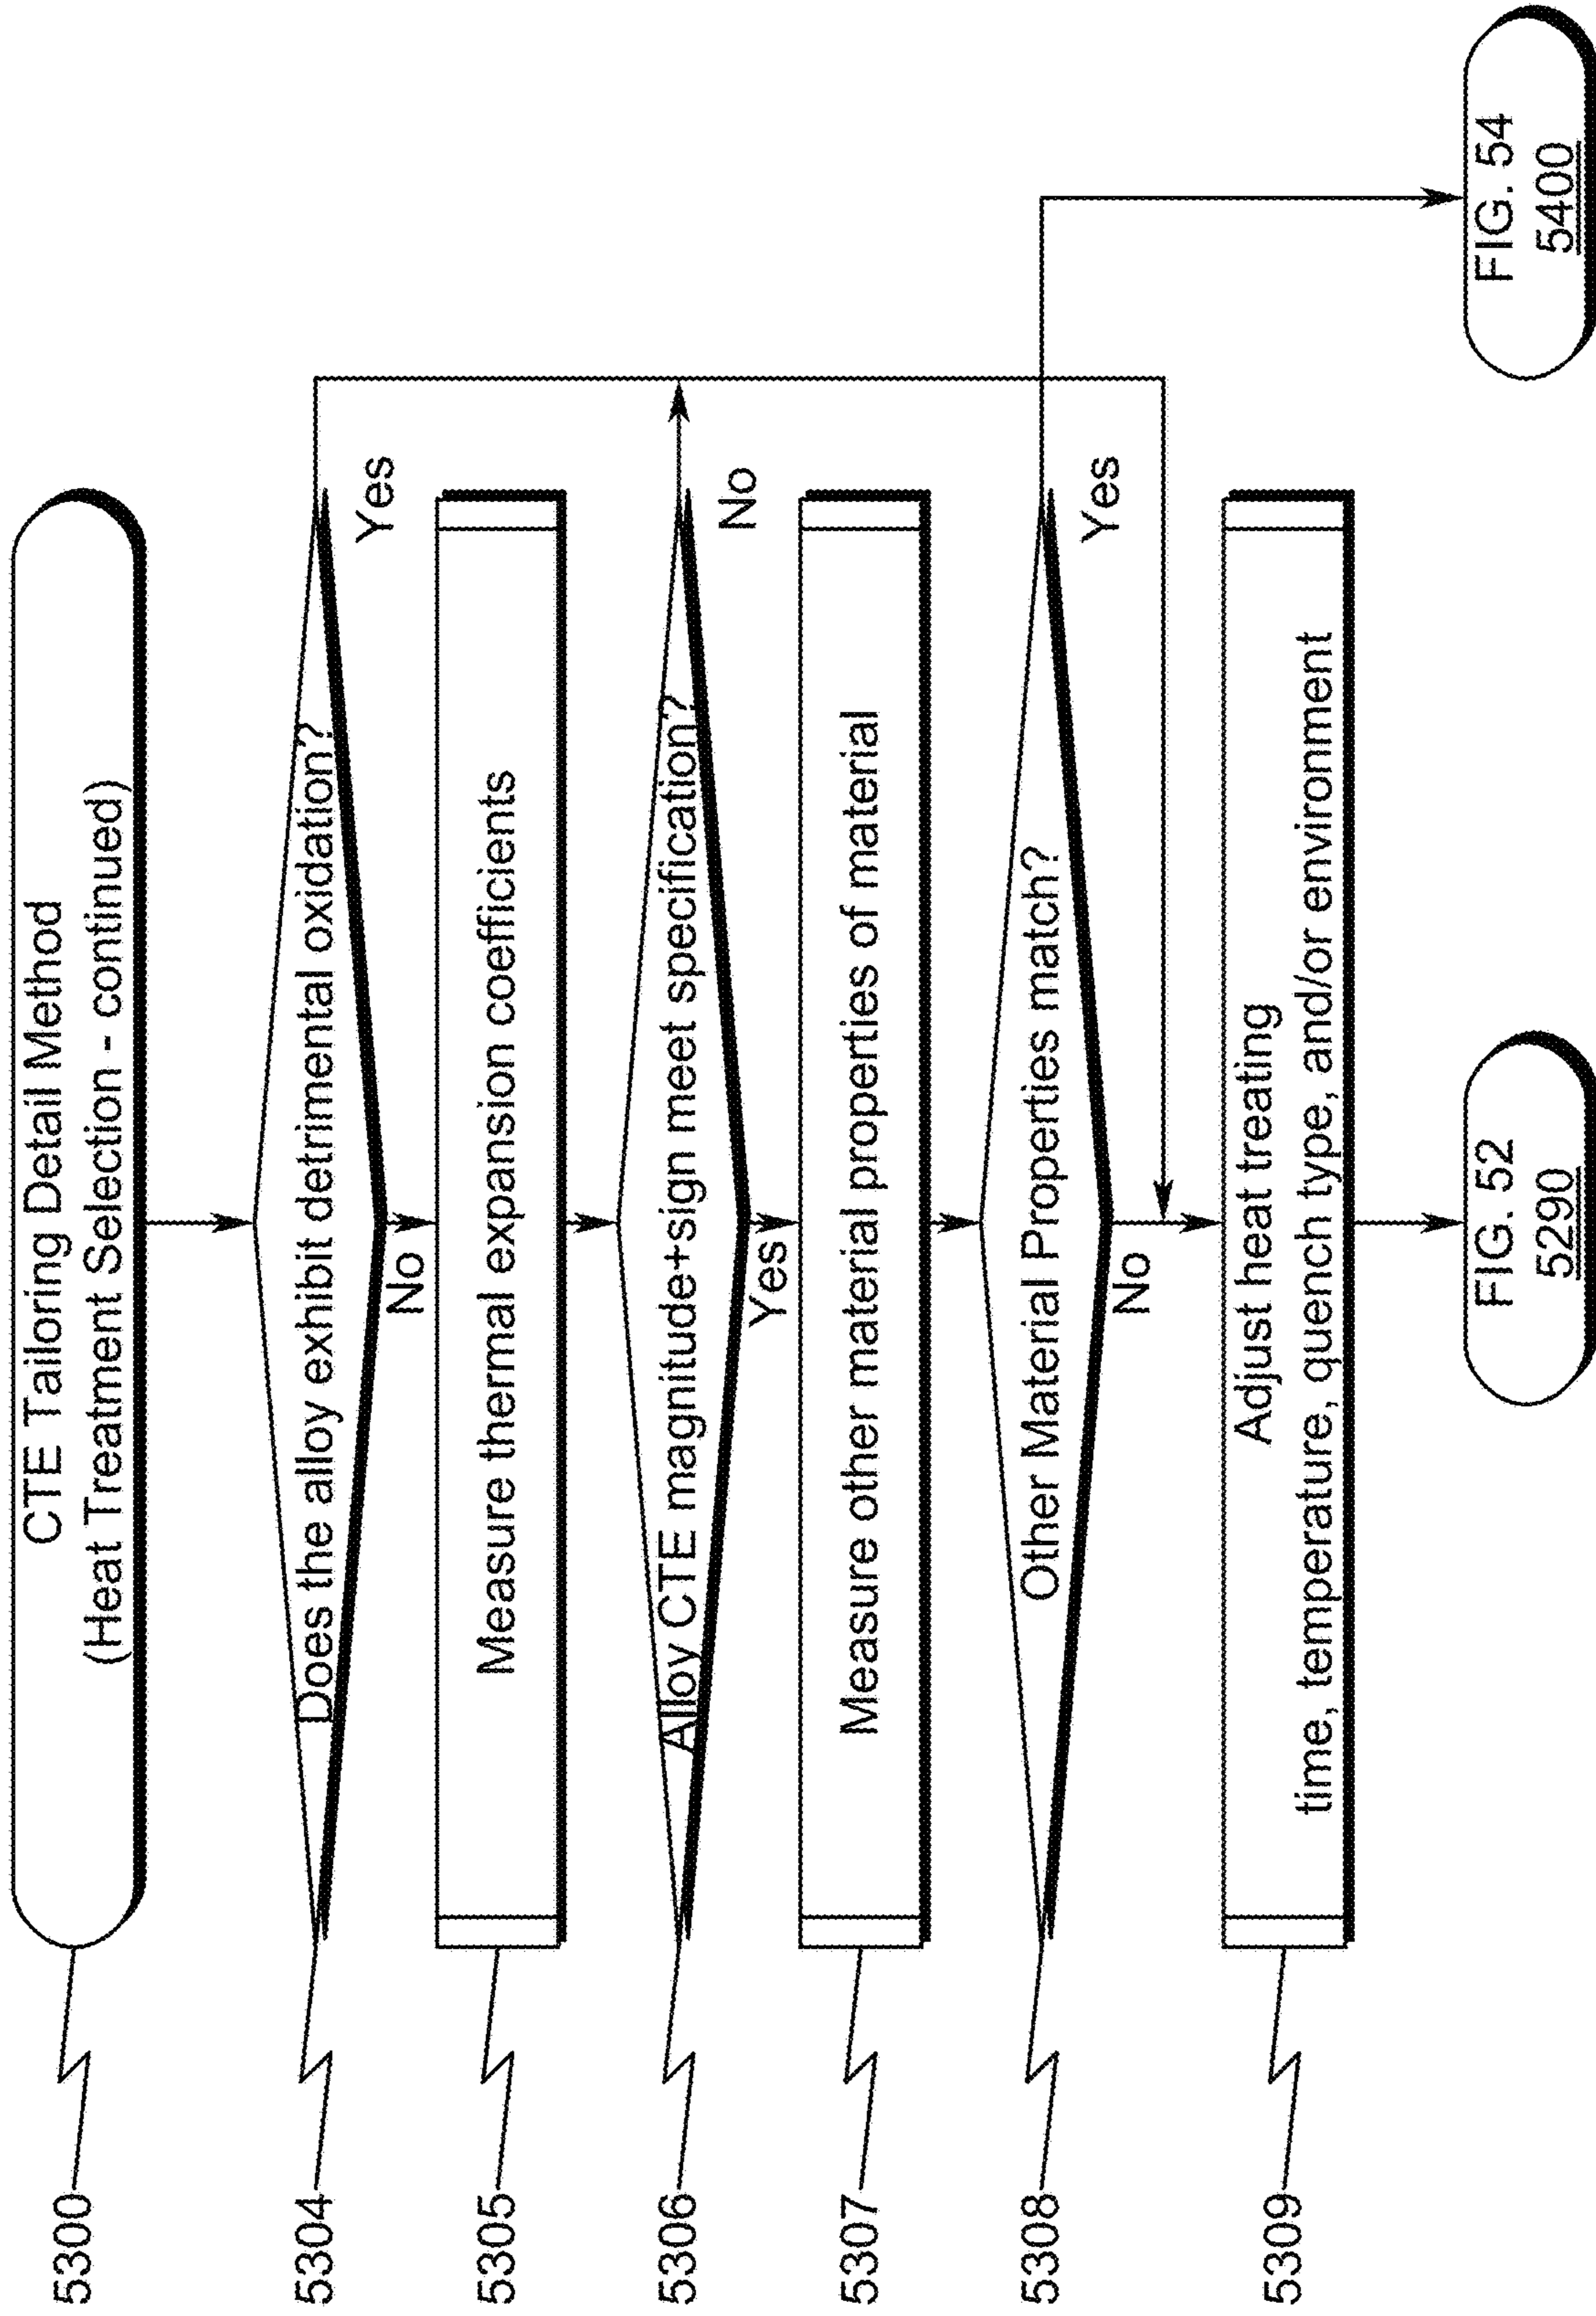 CTE Tailoring Detail Method
(Heat Treatment Selection - continued)
5300
Does the alloy exhibit detrimental oxidation?
5304
Yes
No
Measure thermal expansion coefficients
5305
Alloy CTE magnitude+sign meet specification?
5306
No
Yes
Measure other material properties of material
5307
Other Material Properties match?
5308
Yes
No
Adjust heat treating
time, temperature, quench type, and/or environment
5309
FIG. 52
5290
FIG. 54
5400